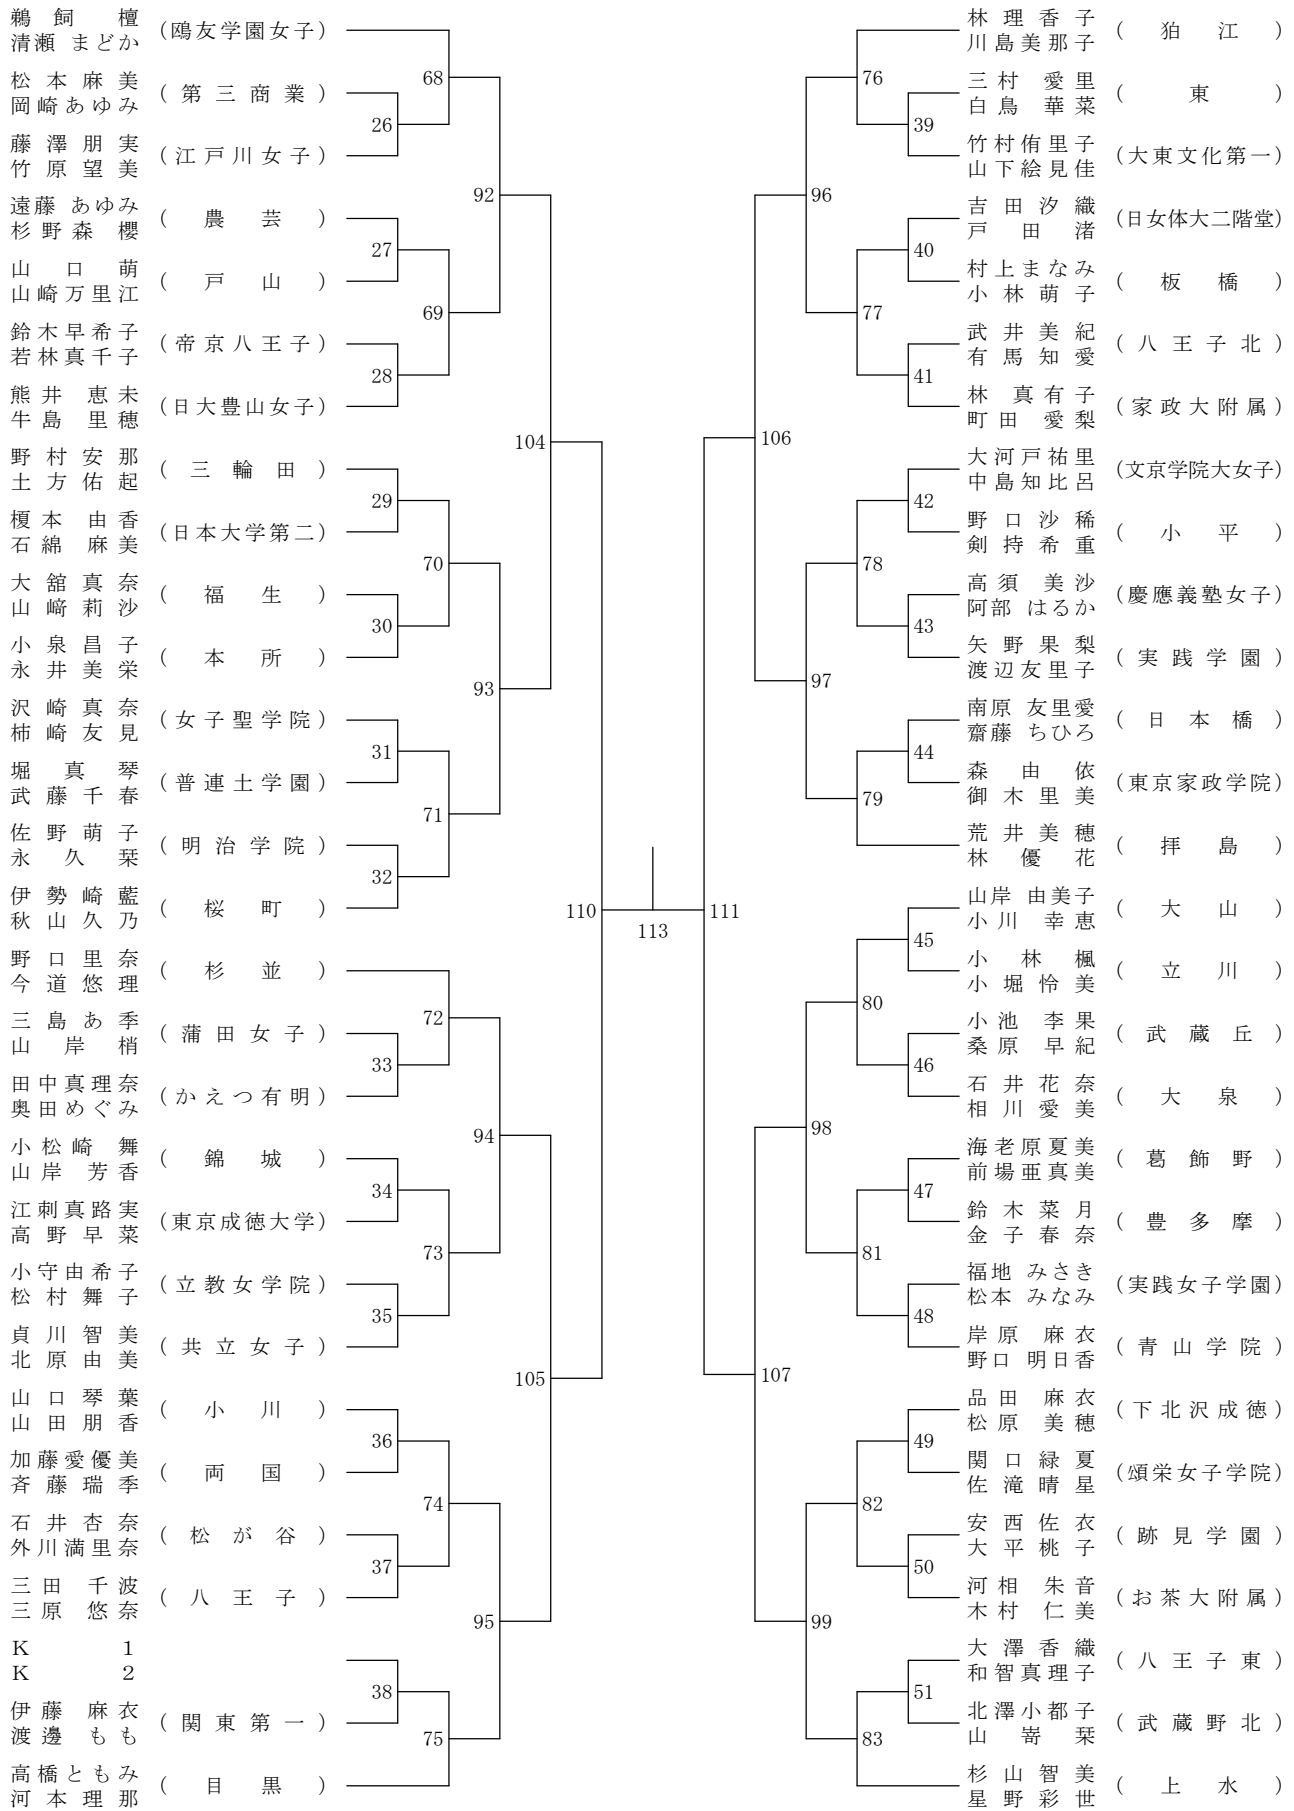 鵜飼檀
清瀬 まどか
(鴎友学園女子)
松本麻美
岡崎あゆみ
(第三商業)
藤澤朋実
竹原望美
(江戸川女子)
遠藤 あゆみ
杉野森 櫻
(農芸)
山口萌
山崎万里江
(戸山)
鈴木早希子
若林真千子
(帝京八王子)
熊井 恵未
牛島 里穂
(日大豊山女子)
野村安那
土方佑起
(三輪田)
榎本 由香
石綿 麻美
(日本大学第二)
大舘真奈
山﨑莉沙
(福生)
小泉昌子
永井美栄
(本所)
沢崎真奈
柿崎友見
(女子聖学院)
堀真琴
武藤千春
(普連土学園)
佐野萌子
永久栞
(明治学院)
伊勢崎藍
秋山久乃
(桜町)
野口里奈
今道悠理
(杉並)
三島あ季
山岸梢
(蒲田女子)
田中真理奈
奥田めぐみ
(かえつ有明)
小松崎 舞
山岸 芳香
(錦城)
江刺真路実
高野早菜
(東京成徳大学)
小守由希子
松村舞子
(立教女学院)
貞川智美
北原由美
(共立女子)
山口琴葉
山田朋香
(小川)
加藤愛優美
斉藤瑞季
(両国)
石井杏奈
外川満里奈
(松が谷)
三田 千波
三原 悠奈
(八王子)
K 1
K 2
伊藤 麻衣
渡邊 もも
(関東第一)
高橋ともみ
河本理那
(目黒)
26
27
28
29
30
31
32
33
34
35
36
37
38
68
69
70
71
72
73
74
75
92
93
94
95
104
105
110
113
111
106
107
96
97
98
99
76
77
78
79
80
81
82
83
39
40
41
42
43
44
45
46
47
48
49
50
51
林理香子
川島美那子
(狛江)
三村 愛里
白鳥 華菜
(東)
竹村侑里子
山下絵見佳
(大東文化第一)
吉田汐織
戸田渚
(日女体大二階堂)
村上まなみ
小林萌子
(板橋)
武井美紀
有馬知愛
(八王子北)
林 真有子
町田 愛梨
(家政大附属)
大河戸祐里
中島知比呂
(文京学院大女子)
野口沙稀
剣持希重
(小平)
高須 美沙
阿部 はるか
(慶應義塾女子)
矢野果梨
渡辺友里子
(実践学園)
南原 友里愛
齋藤 ちひろ
(日本橋)
森由依
御木里美
(東京家政学院)
荒井美穂
林優花
(拝島)
山岸 由美子
小川 幸恵
(大山)
小林楓
小堀怜美
(立川)
小池 李果
桑原 早紀
(武蔵丘)
石井花奈
相川愛美
(大泉)
海老原夏美
前場亜真美
(葛飾野)
鈴木菜月
金子春奈
(豊多摩)
福地 みさき
松本 みなみ
(実践女子学園)
岸原 麻衣
野口 明日香
(青山学院)
品田 麻衣
松原 美穂
(下北沢成徳)
関口緑夏
佐滝晴星
(頌栄女子学院)
安西佐衣
大平桃子
(跡見学園)
河相 朱音
木村 仁美
(お茶大附属)
大澤香織
和智真理子
(八王子東)
北澤小都子
山嵜栞
(武蔵野北)
杉山智美
星野彩世
(上水)